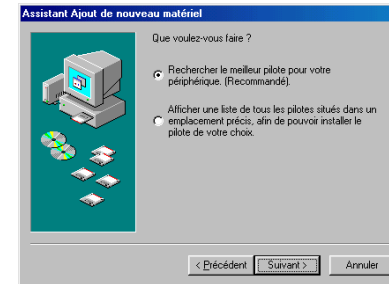 Assistant Ajout de nouveau matériel
Que voulez-vous faire ?
Rechercher le meilleur pilote pour votre
périphérique. (Recommandé).
Afficher une liste de tous les pilotes situés dans un
emplacement précis, afin de pouvoir installer le
pilote de votre choix.
< Précédent
Suivant >
Annuler